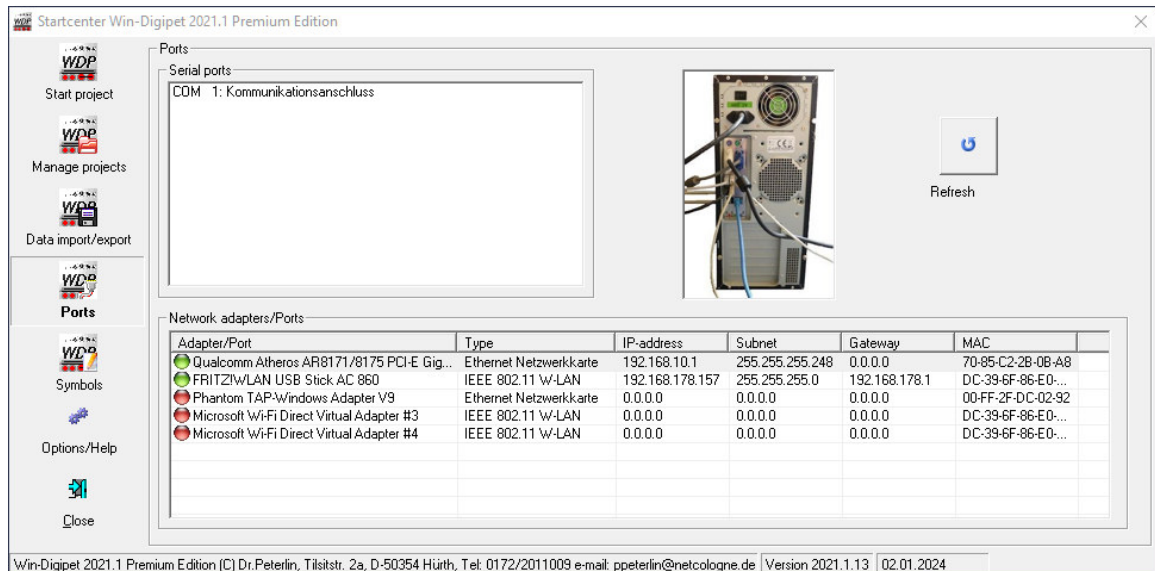 Startcenter Win-Digipet 2021.1 Premium Edition
WDP
Start project
WDP
Manage projects
WDP
Data import/export
WDP
Ports
WDP
Symbols
Options/Help
Close
Ports
Serial ports
COM 1: Kommunikationsanschluss
Refresh
Network adapters/Ports
Adapter/Port Type IP-address Subnet Gateway MAC
Qualcomm Atheros AR8171/8175 PCI-E Gig... Ethernet Netzwerkkarte 192.168.10.1 255.255.255.248 0.0.0.0 70-85-C2-2B-0B-A8
FRITZ!WLAN USB Stick AC 860 IEEE 802.11 W-LAN 192.168.178.157 255.255.255.0 192.168.178.1 DC-39-6F-86-E0-...
Phantom TAP-Windows Adapter V9 Ethernet Netzwerkkarte 0.0.0.0 0.0.0.0 0.0.0.0 00-FF-2F-DC-02-92
Microsoft Wi-Fi Direct Virtual Adapter #3 IEEE 802.11 W-LAN 0.0.0.0 0.0.0.0 0.0.0.0 DC-39-6F-86-E0-...
Microsoft Wi-Fi Direct Virtual Adapter #4 IEEE 802.11 W-LAN 0.0.0.0 0.0.0.0 0.0.0.0 DC-39-6F-86-E0-...
Win-Digipet 2021.1 Premium Edition (C) Dr.Peterlin, Tilsitstr. 2a, D-50354 Hürth, Tel: 0172/2011009 e-mail: ppeterlin@netcologne.de Version 2021.1.13 02.01.2024